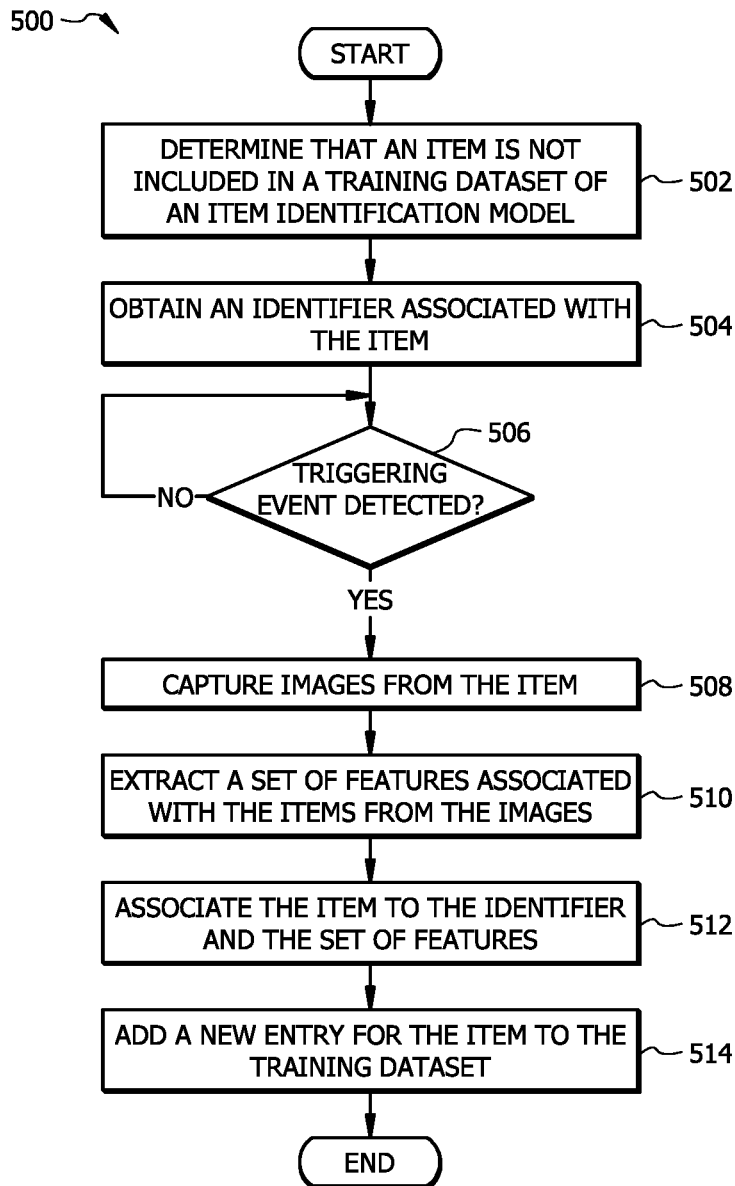 500
START
DETERMINE THAT AN ITEM IS NOT
INCLUDED IN A TRAINING DATASET OF
AN ITEM IDENTIFICATION MODEL
502
OBTAIN AN IDENTIFIER ASSOCIATED WITH
THE ITEM
504
506
TRIGGERING
EVENT DETECTED?
NO
YES
CAPTURE IMAGES FROM THE ITEM
508
EXTRACT A SET OF FEATURES ASSOCIATED
WITH THE ITEMS FROM THE IMAGES
510
ASSOCIATE THE ITEM TO THE IDENTIFIER
AND THE SET OF FEATURES
512
ADD A NEW ENTRY FOR THE ITEM TO THE
TRAINING DATASET
514
END